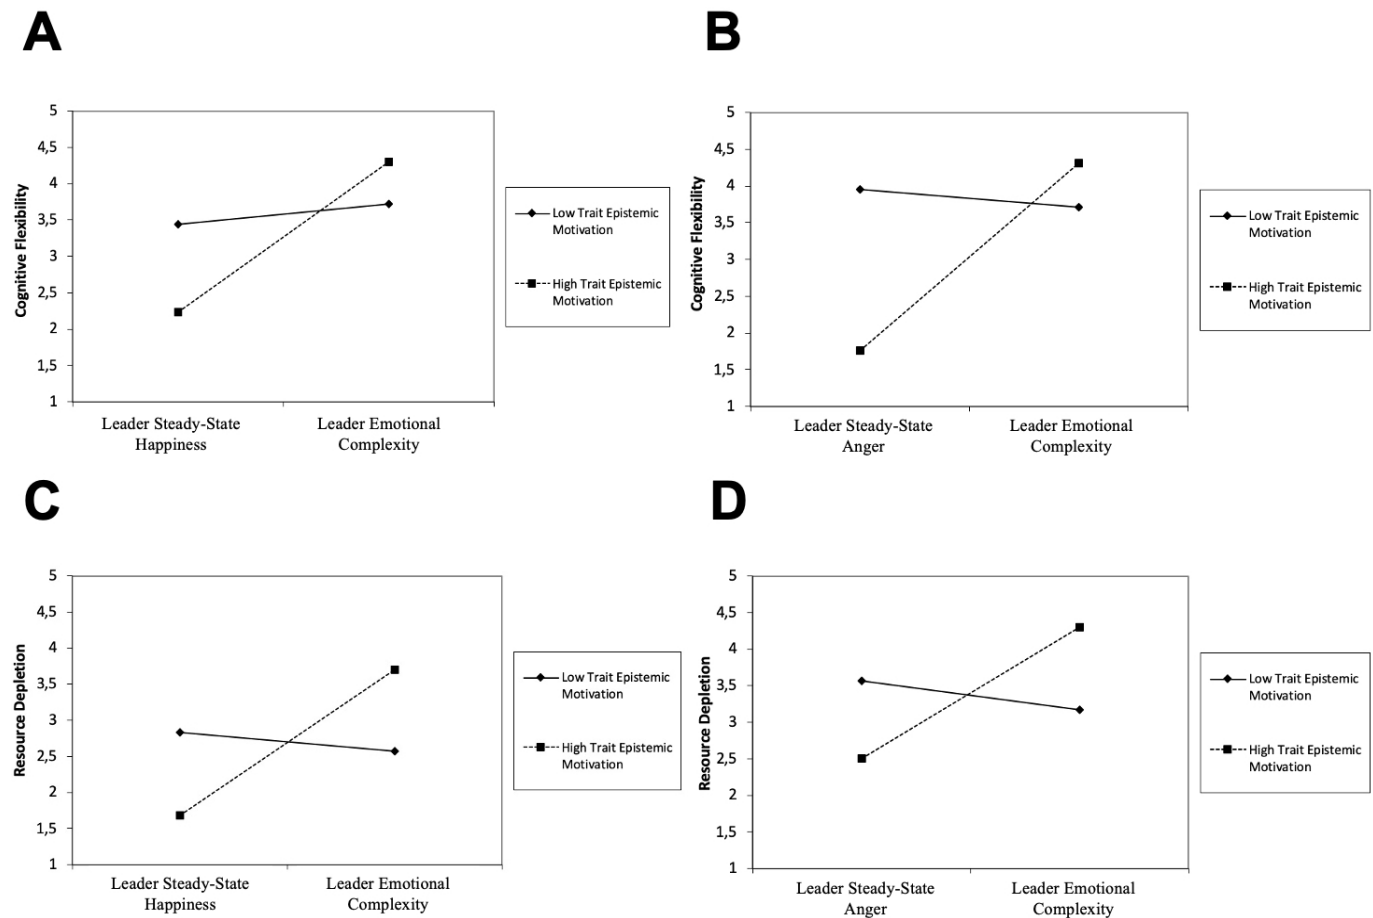 A
Cognitive Flexibility
5
4,5
4
3,5
3
2,5
2
1,5
1
Leader Steady-State
Happiness
Leader Emotional
Complexity
Low Trait Epistemic
Motivation
High Trait Epistemic
Motivation
B
Cognitive Flexibility
5
4,5
4
3,5
3
2,5
2
1,5
1
Leader Steady-State
Anger
Leader Emotional
Complexity
Low Trait Epistemic
Motivation
High Trait Epistemic
Motivation
C
Resource Depletion
5
4,5
4
3,5
3
2,5
2
1,5
1
Leader Steady-State
Happiness
Leader Emotional
Complexity
Low Trait Epistemic
Motivation
High Trait Epistemic
Motivation
D
Resource Depletion
5
4,5
4
3,5
3
2,5
2
1,5
1
Leader Steady-State
Anger
Leader Emotional
Complexity
Low Trait Epistemic
Motivation
High Trait Epistemic
Motivation